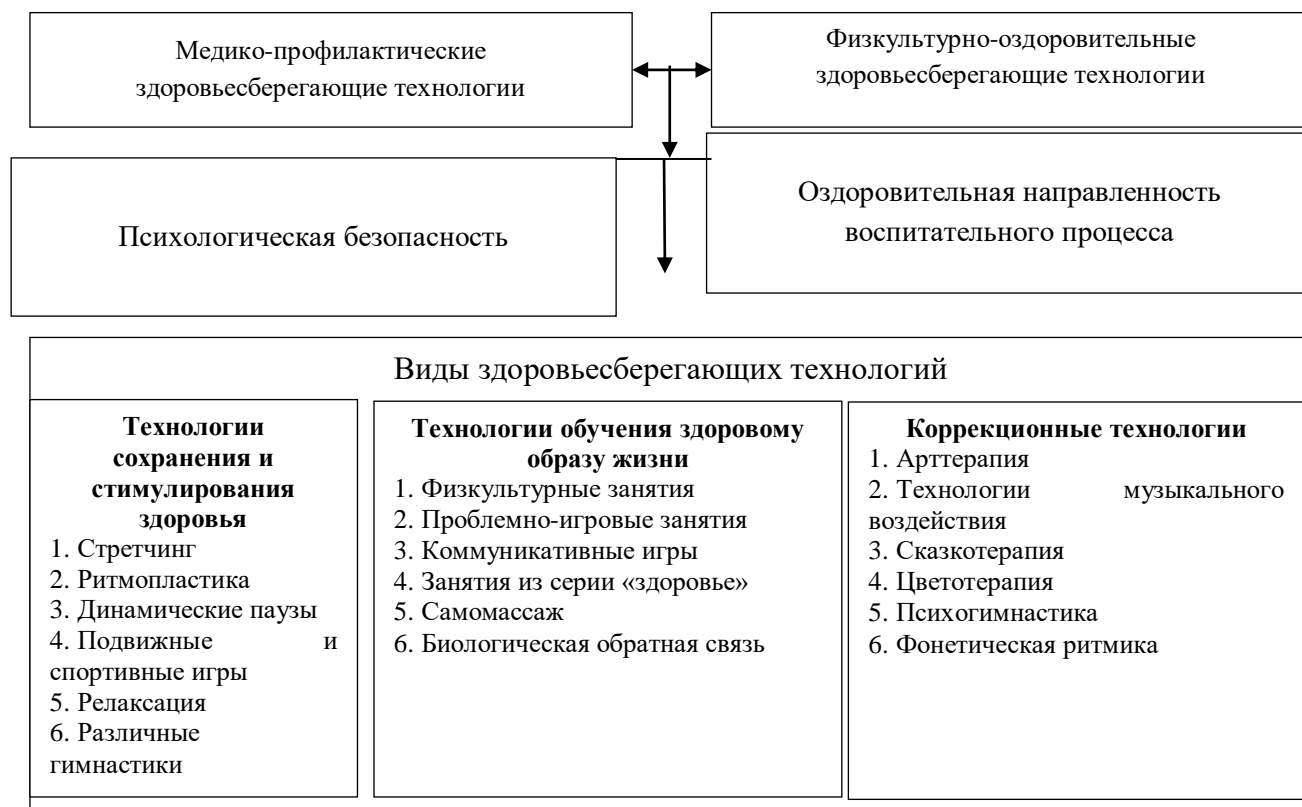 Медико-профилактические
здоровьесберегающие технологии
Физкультурно-оздоровительные
здоровьесберегающие технологии
Психологическая безопасность
Оздоровительная направленность
воспитательного процесса
Виды здоровьесберегающих технологий
Технологии
сохранения и
стимулирования
здоровья
1. Стретчинг
2. Ритмопластика
3. Динамические паузы
4. Подвижные и
спортивные игры
5. Релаксация
6. Различные
гимнастики
Технологии обучения здоровому
образу жизни
1. Физкультурные занятия
2. Проблемно-игровые занятия
3. Коммуникативные игры
4. Занятия из серии «здоровье»
5. Самомассаж
6. Биологическая обратная связь
Коррекционные технологии
1. Арттерапия
2. Технологии музыкального
воздействия
3. Сказкотерапия
4. Цветотерапия
5. Психогимнастика
6. Фонетическая ритмика